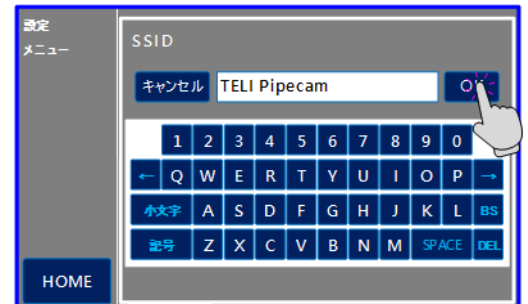 設定
メニュー
SSID
キャンセル TELI Pipecam OK
1 2 3 4 5 6 7 8 9 0
← Q W E R T Y U I O P →
小文字 A S D F G H J K L BS
記号 Z X C V B N M SPACE DEL
HOME